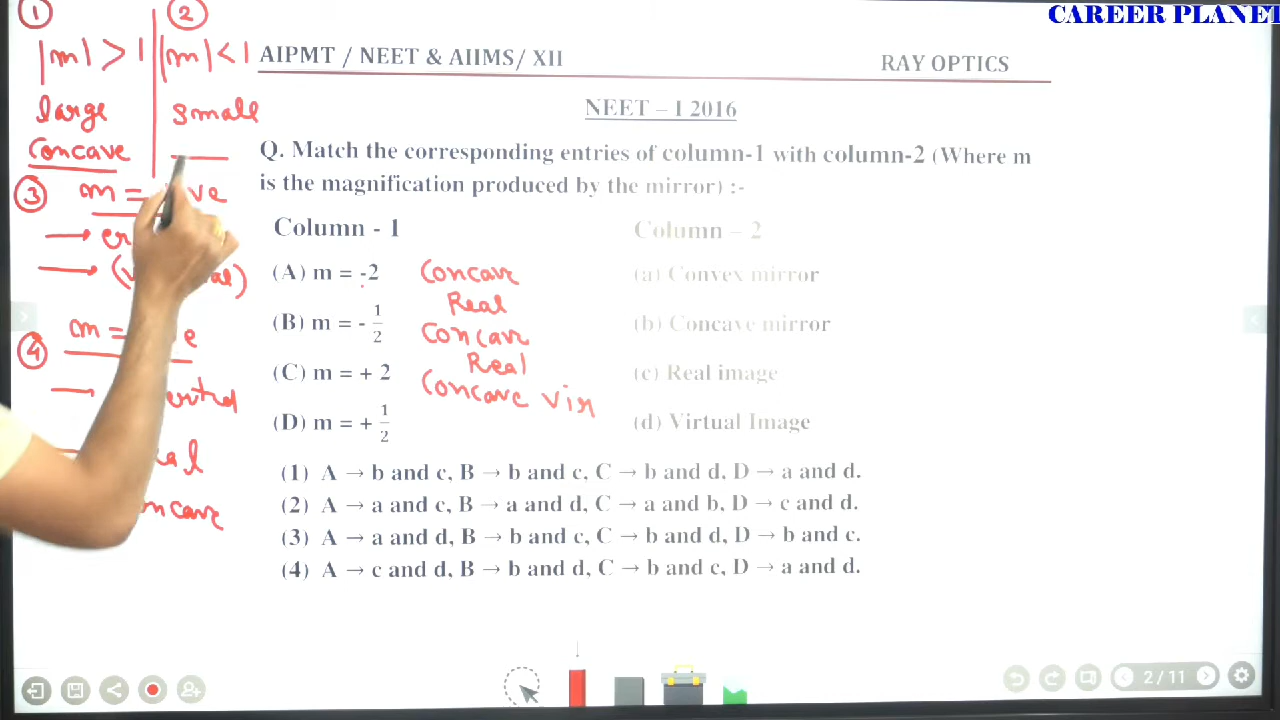 CAREER PLANE
① ②
|m| > 1 |m| < 1
large small
Concave
③ m = ve
④ m =
Real
AIPMT / NEET & AIIMS/ XII RAY OPTICS
NEET – I 2016
Q. Match the corresponding entries of column-1 with column-2 (Where m
is the magnification produced by the mirror) :-
Column - 1 Column – 2
(A) m = -2 Concave (a) Convex mirror
Real
(B) m = - 1/2 Concave (b) Concave mirror
Real
(C) m = + 2 Concave vir (c) Real image
(D) m = + 1/2 (d) Virtual Image
(1) A → b and c, B → b and c, C → b and d, D → a and d.
(2) A → a and c, B → a and d, C → a and b, D → c and d.
(3) A → a and d, B → b and c, C → b and d, D → b and c.
(4) A → c and d, B → b and d, C → b and c, D → a and d.
2 / 11